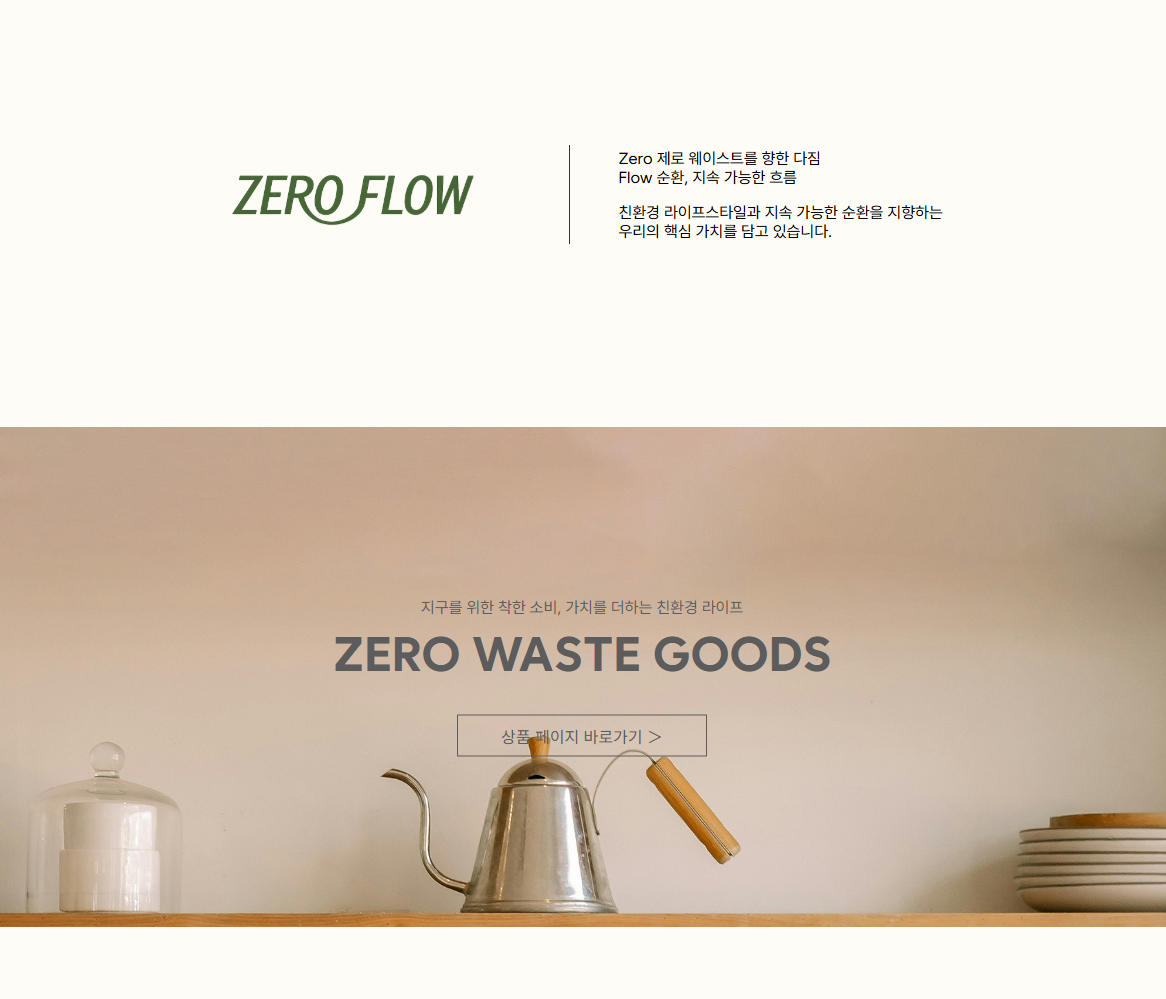 ZERO FLOW
Zero 제로 웨이스트를 향한 다짐
Flow 순환, 지속 가능한 흐름
친환경 라이프스타일과 지속 가능한 순환을 지향하는
우리의 핵심 가치를 담고 있습니다.
지구를 위한 착한 소비, 가치를 더하는 친환경 라이프
ZERO WASTE GOODS
상품 페이지 바로가기 >